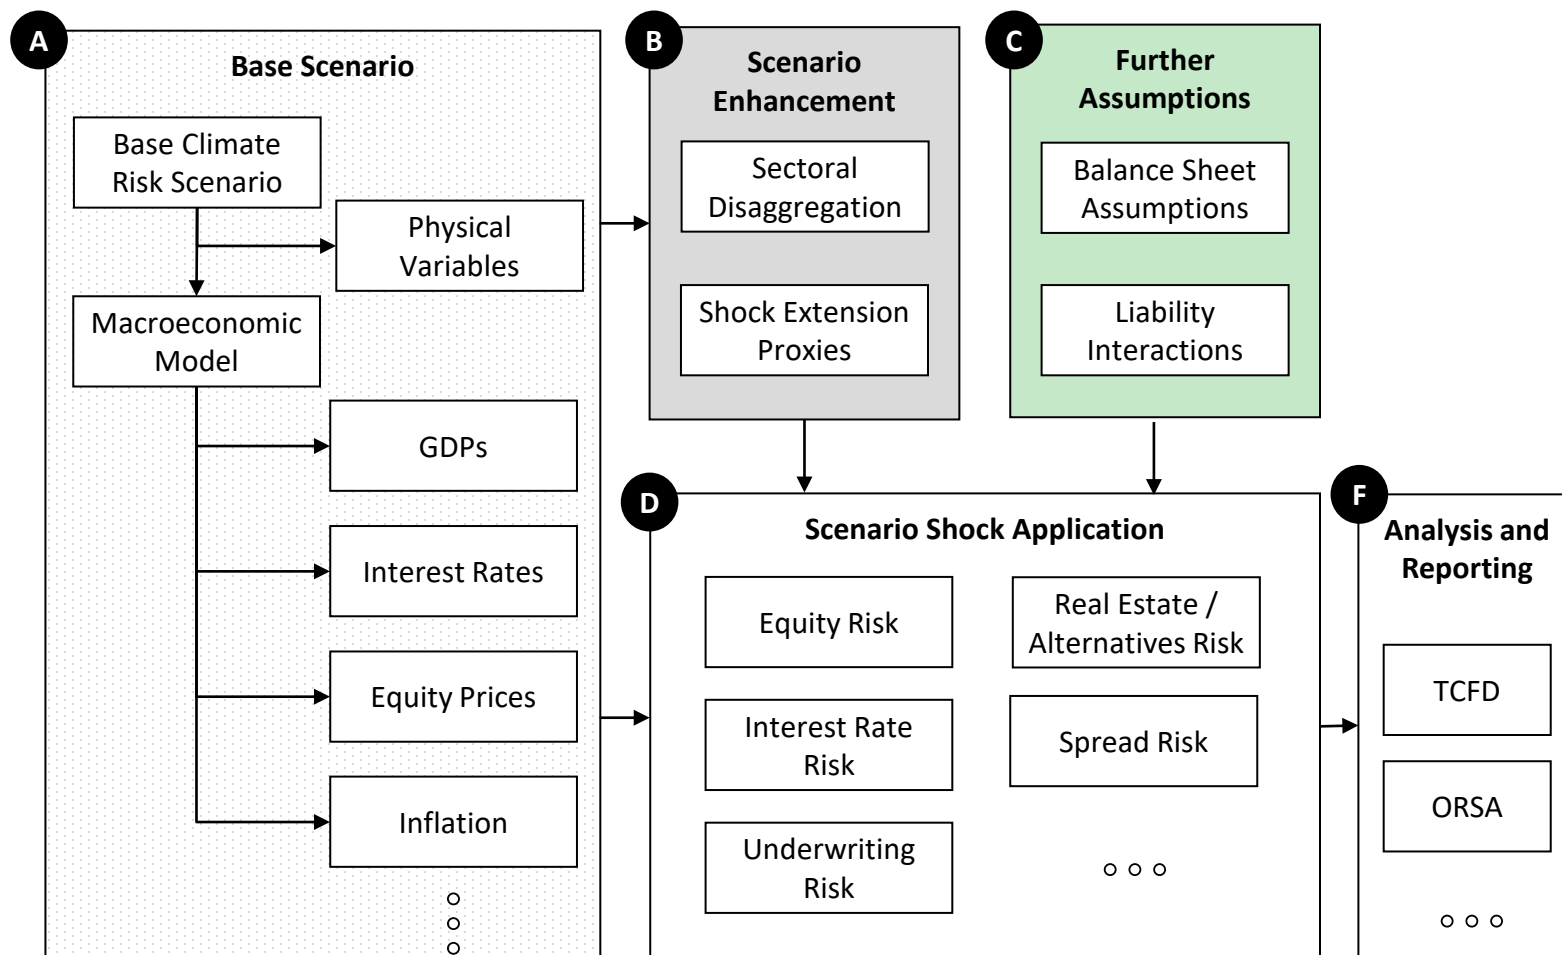 A
Base Scenario
Base Climate
Risk Scenario
Physical
Variables
Macroeconomic
Model
GDPs
Interest Rates
Equity Prices
Inflation
B
Scenario
Enhancement
Sectoral
Disaggregation
Shock Extension
Proxies
C
Further
Assumptions
Balance Sheet
Assumptions
Liability
Interactions
D
Scenario Shock Application
Equity Risk
Real Estate /
Alternatives Risk
Interest Rate
Risk
Spread Risk
Underwriting
Risk
F
Analysis and
Reporting
TCFD
ORSA